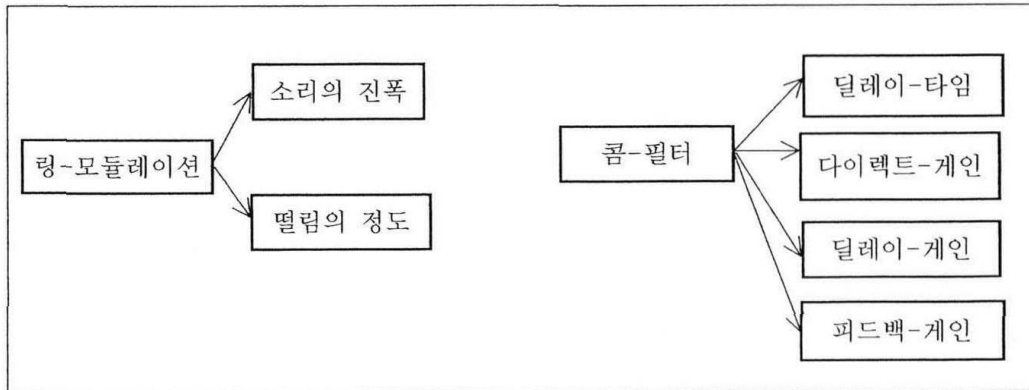 링-모듈레이션
소리의 진폭
떨림의 정도
콤-필터
딜레이-타임
다이렉트-게인
딜레이-게인
피드백-게인